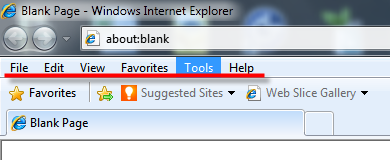 Blank Page - Windows Internet Explorer
about:blank
File Edit View Favorites Tools Help
Favorites Suggested Sites Web Slice Gallery
Blank Page